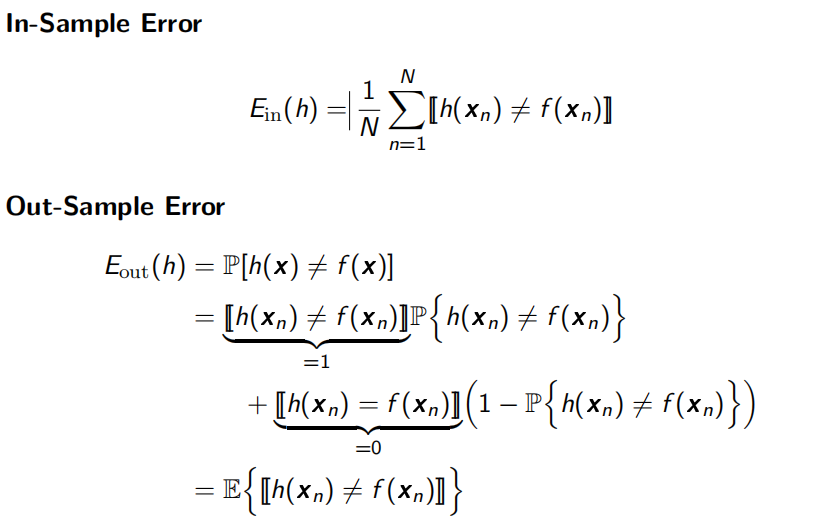 In-Sample Error
E_in(h) =| 1/N ∑_{n=1}^{N} ⟦h(x_n) ≠ f(x_n)⟧
Out-Sample Error
E_out(h) = ℙ[h(x) ≠ f(x)]
= ⟦h(x_n) ≠ f(x_n)⟧ ℙ{h(x_n) ≠ f(x_n)}
=1
+ ⟦h(x_n) = f(x_n)⟧ (1 − ℙ{h(x_n) ≠ f(x_n)})
=0
= 𝔼{⟦h(x_n) ≠ f(x_n)⟧}